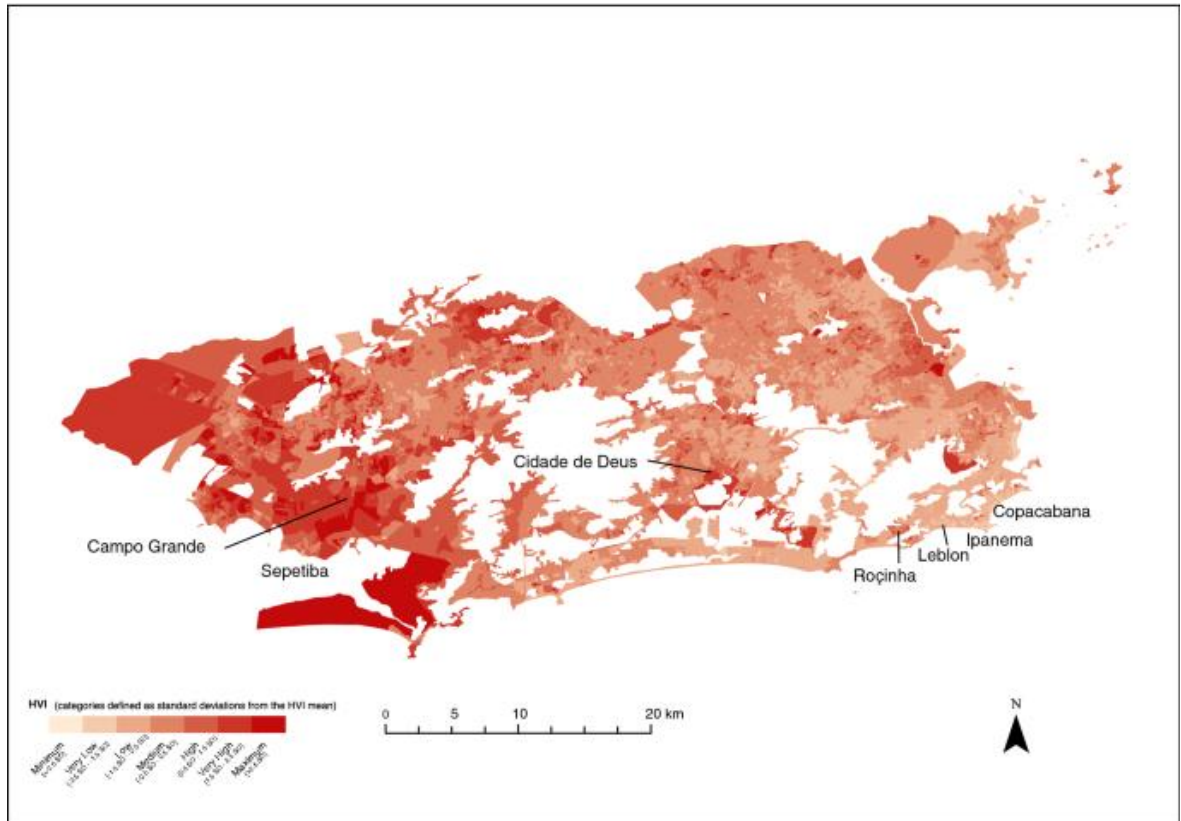 Cidade de Deus
Copacabana
Ipanema
Leblon
Roçinha
Campo Grande
Sepetiba
HVI (categories defined as standard deviations from the HVI mean)
Minimum
Very Low
Low
Medium
High
Very High
Maximum
0 5 10 20 km
N